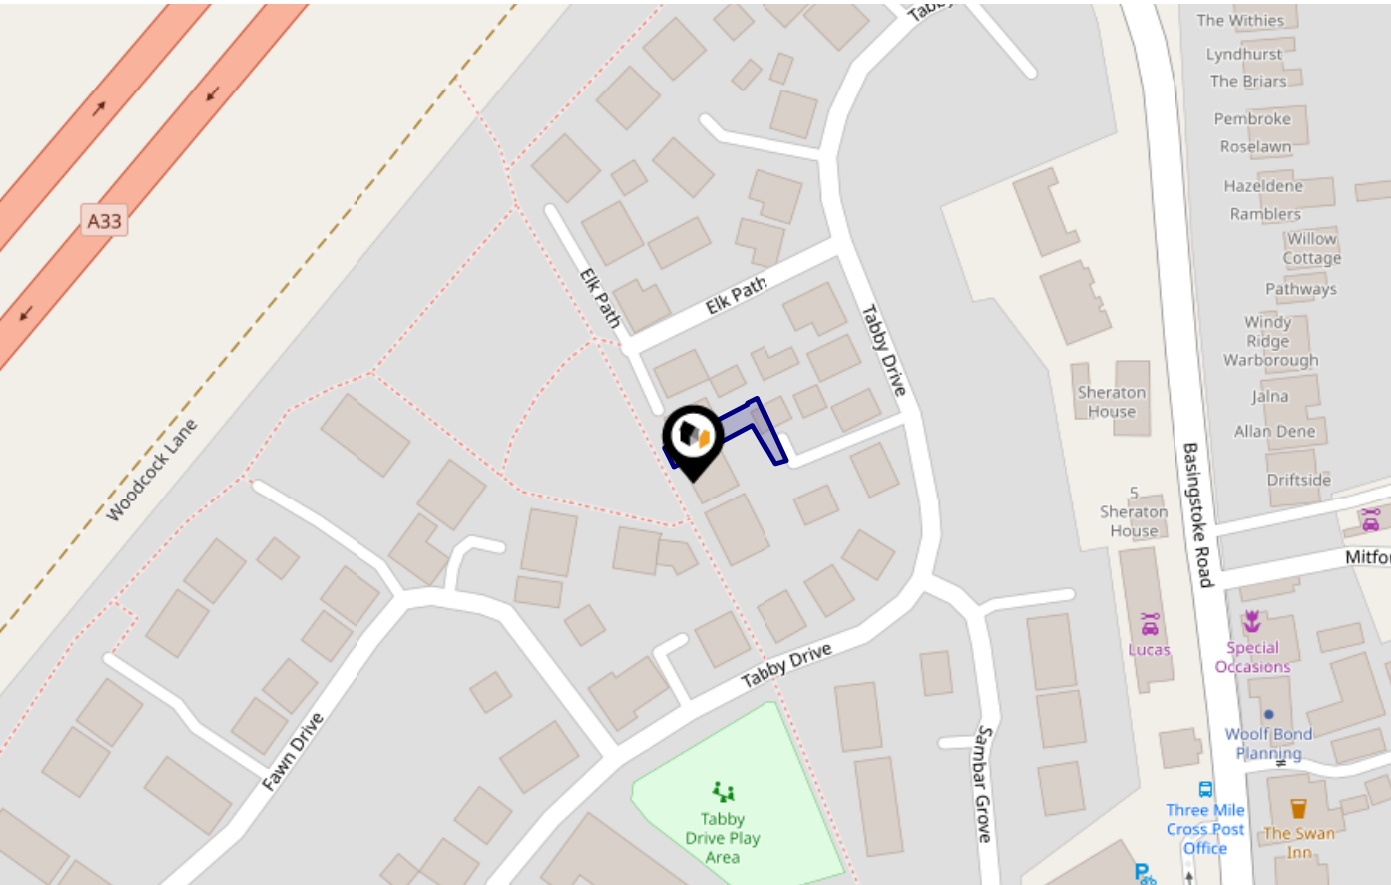 Tabby
The Withies
Lyndhurst
The Briars
Pembroke
Roselawn
Hazeldene
Ramblers
Willow
Cottage
Pathways
Windy
Ridge
Warborough
Jalna
Allan Dene
Driftside
A33
Elk Path
Elk Path
Tabby Drive
Sheraton
House
Woodcock Lane
Basingstoke Road
5
Sheraton
House
Mitfo
Lucas
Special
Occasions
Tabby Drive
Fawn Drive
Sambar Grove
Woolf Bond
Planning
Tabby
Drive Play
Area
Three Mile
Cross Post
Office
The Swan
Inn
P